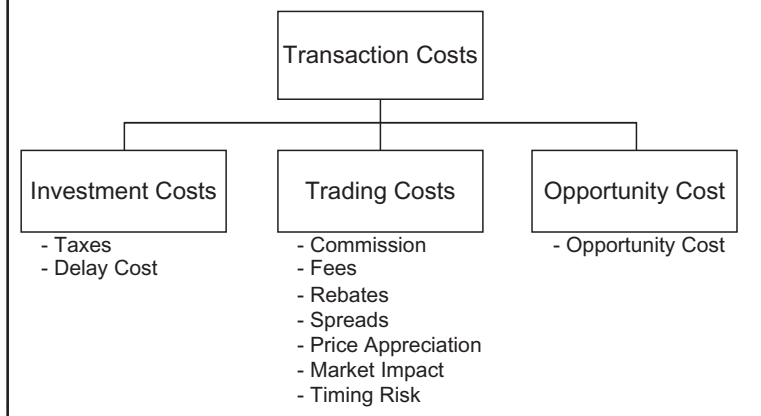 Transaction Costs
Investment Costs
- Taxes
- Delay Cost
Trading Costs
- Commission
- Fees
- Rebates
- Spreads
- Price Appreciation
- Market Impact
- Timing Risk
Opportunity Cost
- Opportunity Cost